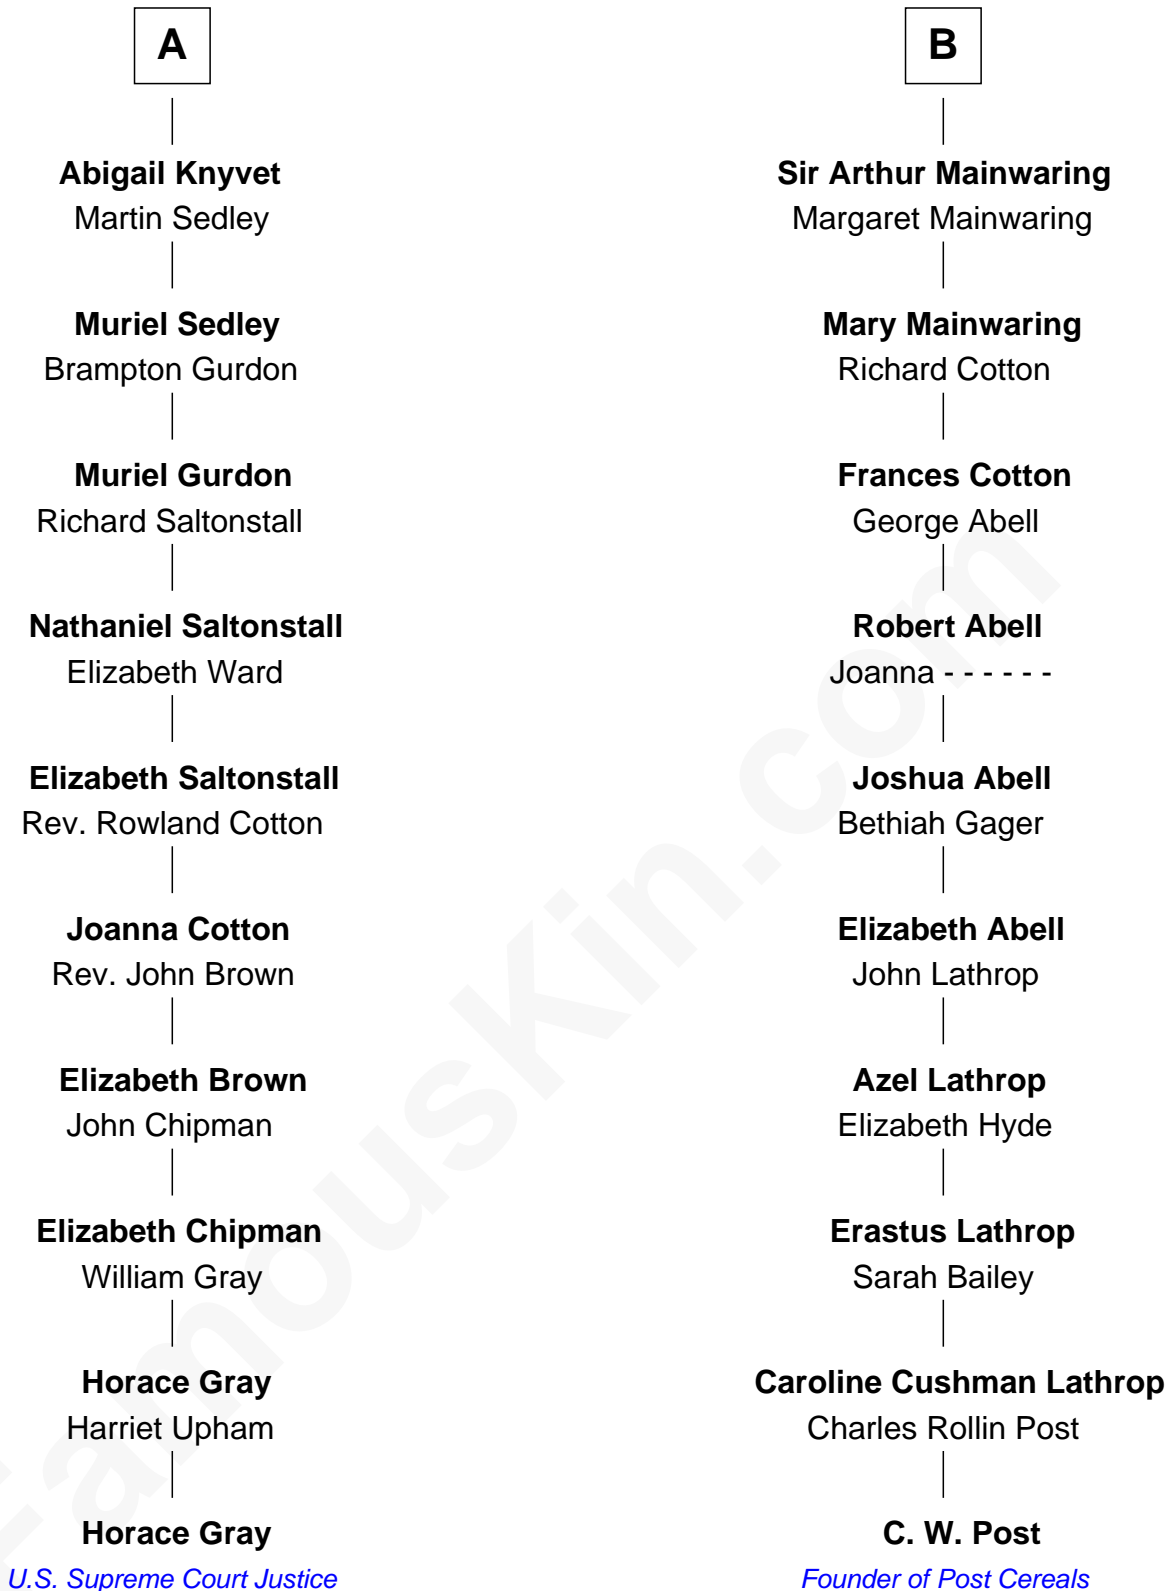 A
Abigail Knyvet
Martin Sedley
Muriel Sedley
Brampton Gurdon
Muriel Gurdon
Richard Saltonstall
Nathaniel Saltonstall
Elizabeth Ward
Elizabeth Saltonstall
Rev. Rowland Cotton
Joanna Cotton
Rev. John Brown
Elizabeth Brown
John Chipman
Elizabeth Chipman
William Gray
Horace Gray
Harriet Upham
Horace Gray
U.S. Supreme Court Justice
B
Sir Arthur Mainwaring
Margaret Mainwaring
Mary Mainwaring
Richard Cotton
Frances Cotton
George Abell
Robert Abell
Joanna - - - - - -
Joshua Abell
Bethiah Gager
Elizabeth Abell
John Lathrop
Azel Lathrop
Elizabeth Hyde
Erastus Lathrop
Sarah Bailey
Caroline Cushman Lathrop
Charles Rollin Post
C. W. Post
Founder of Post Cereals
FamousKin.com